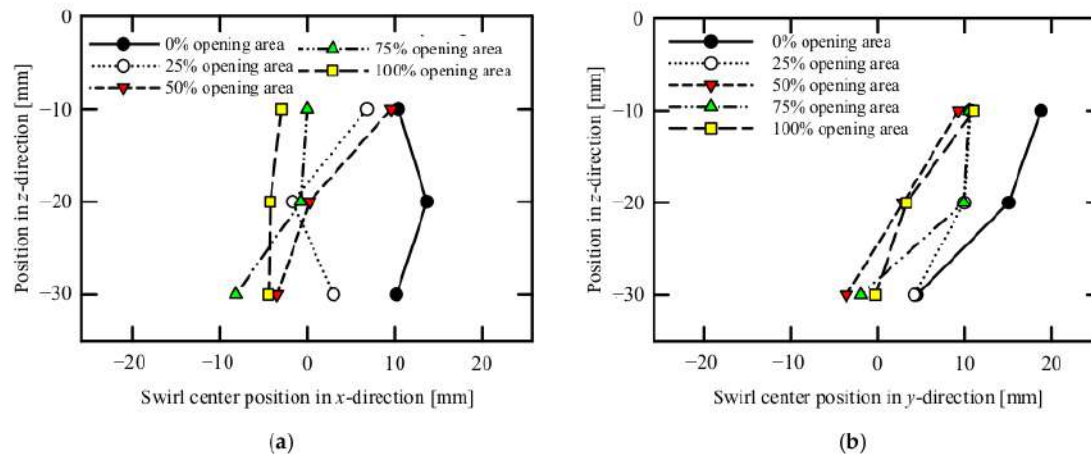 0
0% opening area
75% opening area
25% opening area
100% opening area
50% opening area
−10
−20
−30
Position in z-direction [mm]
−20
−10
0
10
20
Swirl center position in x-direction [mm]
(a)
0
0% opening area
25% opening area
50% opening area
75% opening area
100% opening area
−10
−20
−30
Position in z-direction [mm]
−20
−10
0
10
20
Swirl center position in y-direction [mm]
(b)